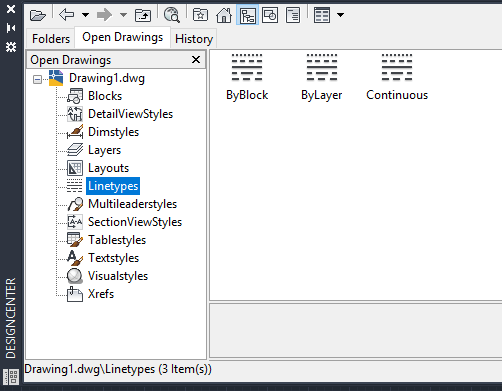 Folders Open Drawings History
Open Drawings
Drawing1.dwg
Blocks
DetailViewStyles
Dimstyles
Layers
Layouts
Linetypes
Multileaderstyles
SectionViewStyles
Tablestyles
Textstyles
Visualstyles
Xrefs
ByBlock ByLayer Continuous
DESIGNCENTER
Drawing1.dwg\Linetypes (3 Item(s))